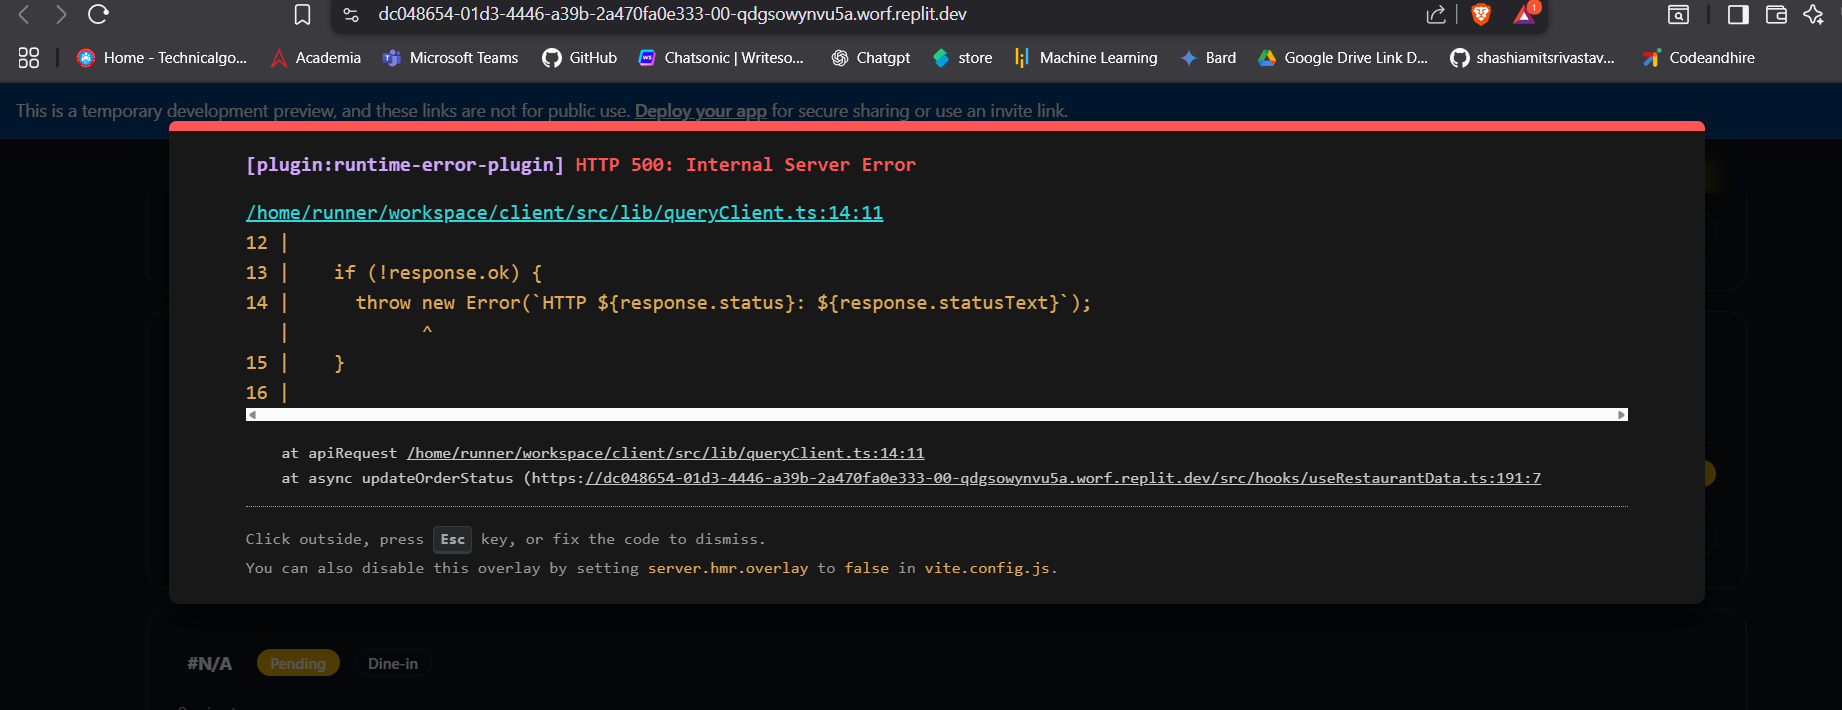 dc048654-01d3-4446-a39b-2a470fa0e333-00-qdgsowynvu5a.worf.replit.dev
1
Home - Technicalgo...
Academia
Microsoft Teams
GitHub
Chatsonic | Writeso...
Chatgpt
store
Machine Learning
Bard
Google Drive Link D...
shashiamitsrivastav...
Codeandhire
This is a temporary development preview, and these links are not for public use. Deploy your app for secure sharing or use an invite link.
[plugin:runtime-error-plugin] HTTP 500: Internal Server Error
/home/runner/workspace/client/src/lib/queryClient.ts:14:11
12 |
13 |    if (!response.ok) {
14 |      throw new Error(`HTTP ${response.status}: ${response.statusText}`);
   |            ^
15 |    }
16 |
at apiRequest /home/runner/workspace/client/src/lib/queryClient.ts:14:11
at async updateOrderStatus (https://dc048654-01d3-4446-a39b-2a470fa0e333-00-qdgsowynvu5a.worf.replit.dev/src/hooks/useRestaurantData.ts:191:7
Click outside, press Esc key, or fix the code to dismiss.
You can also disable this overlay by setting server.hmr.overlay to false in vite.config.js.
#N/A
Pending
Dine-in